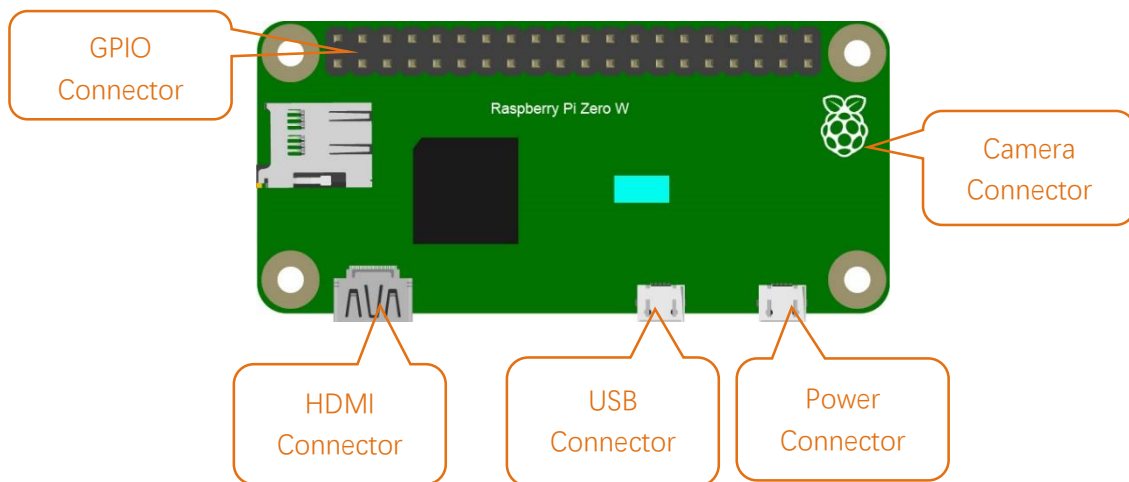 GPIO
Connector
Raspberry Pi Zero W
Camera
Connector
HDMI
Connector
USB
Connector
Power
Connector